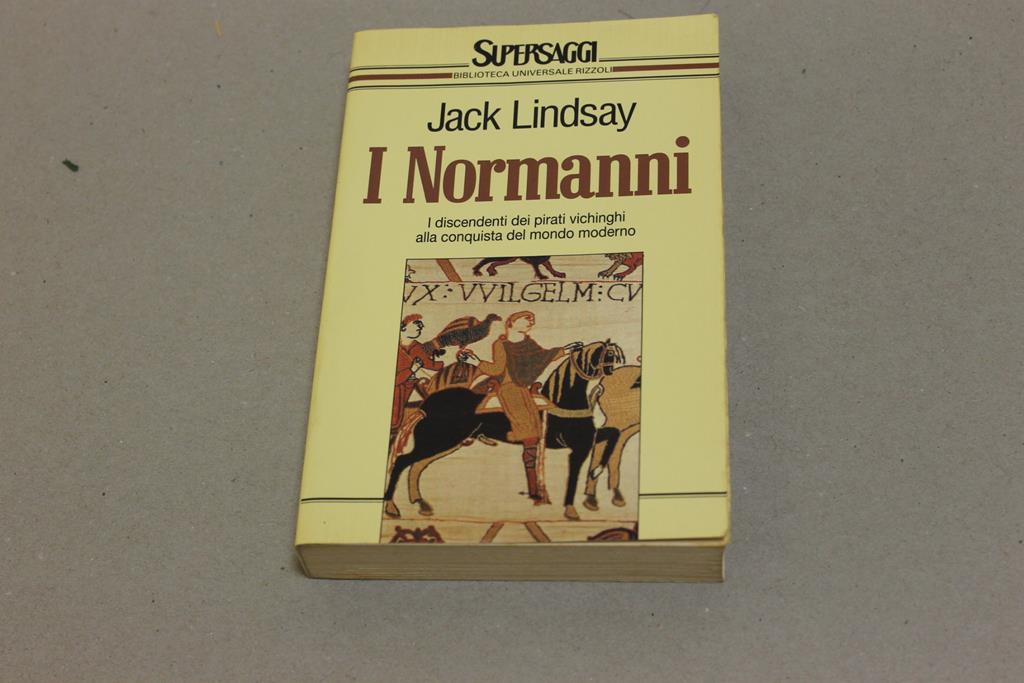 SUPERSAGGI
BIBLIOTECA UNIVERSALE RIZZOLI
Jack Lindsay
I Normanni
I discendenti dei pirati vichinghi
alla conquista del mondo moderno
VX : VVILGELM : CV